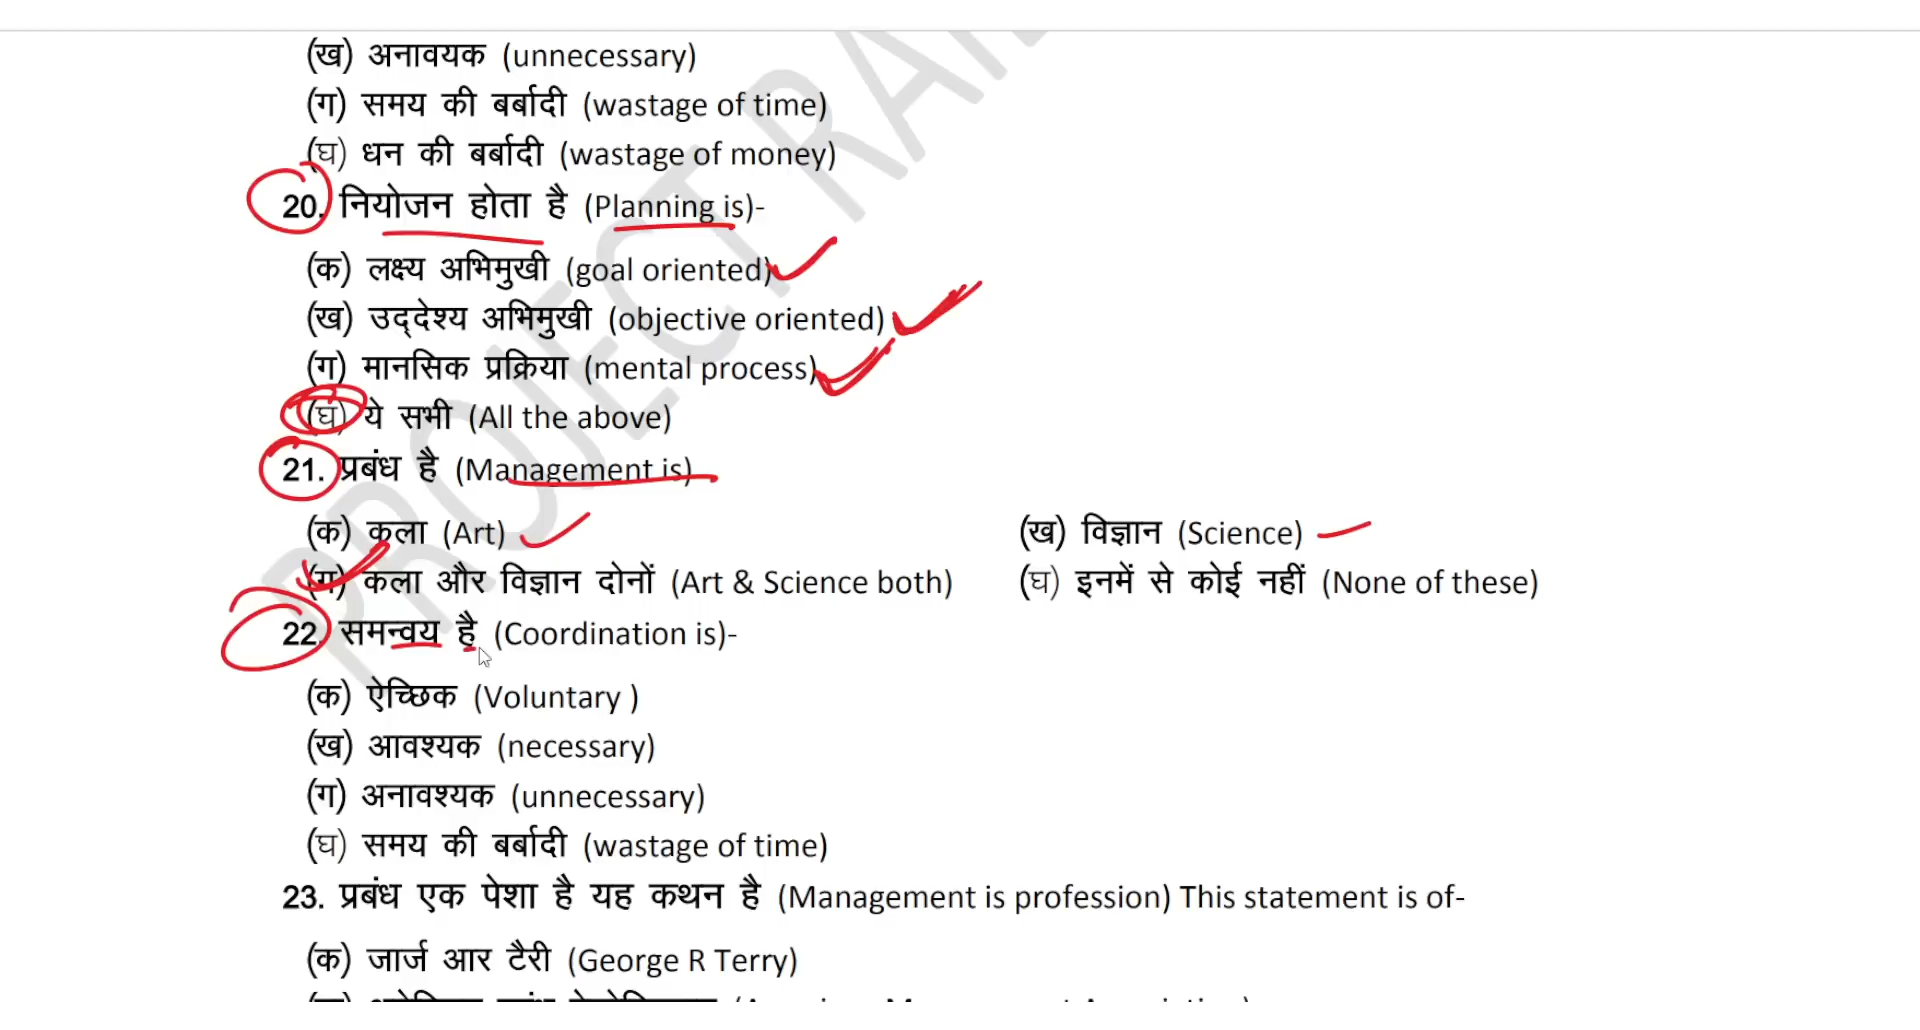 (ख) अनावयक (unnecessary)
(ग) समय की बर्बादी (wastage of time)
(घ) धन की बर्बादी (wastage of money)
20. नियोजन होता है (Planning is)-
(क) लक्ष्य अभिमुखी (goal oriented)
(ख) उद्देश्य अभिमुखी (objective oriented)
(ग) मानसिक प्रक्रिया (mental process)
(घ) ये सभी (All the above)
21. प्रबंध है (Management is)
(क) कला (Art) (ख) विज्ञान (Science)
(ग) कला और विज्ञान दोनों (Art & Science both) (घ) इनमें से कोई नहीं (None of these)
22. समन्वय है (Coordination is)-
(क) ऐच्छिक (Voluntary )
(ख) आवश्यक (necessary)
(ग) अनावश्यक (unnecessary)
(घ) समय की बर्बादी (wastage of time)
23. प्रबंध एक पेशा है यह कथन है (Management is profession) This statement is of-
(क) जार्ज आर टैरी (George R Terry)
PROJECT